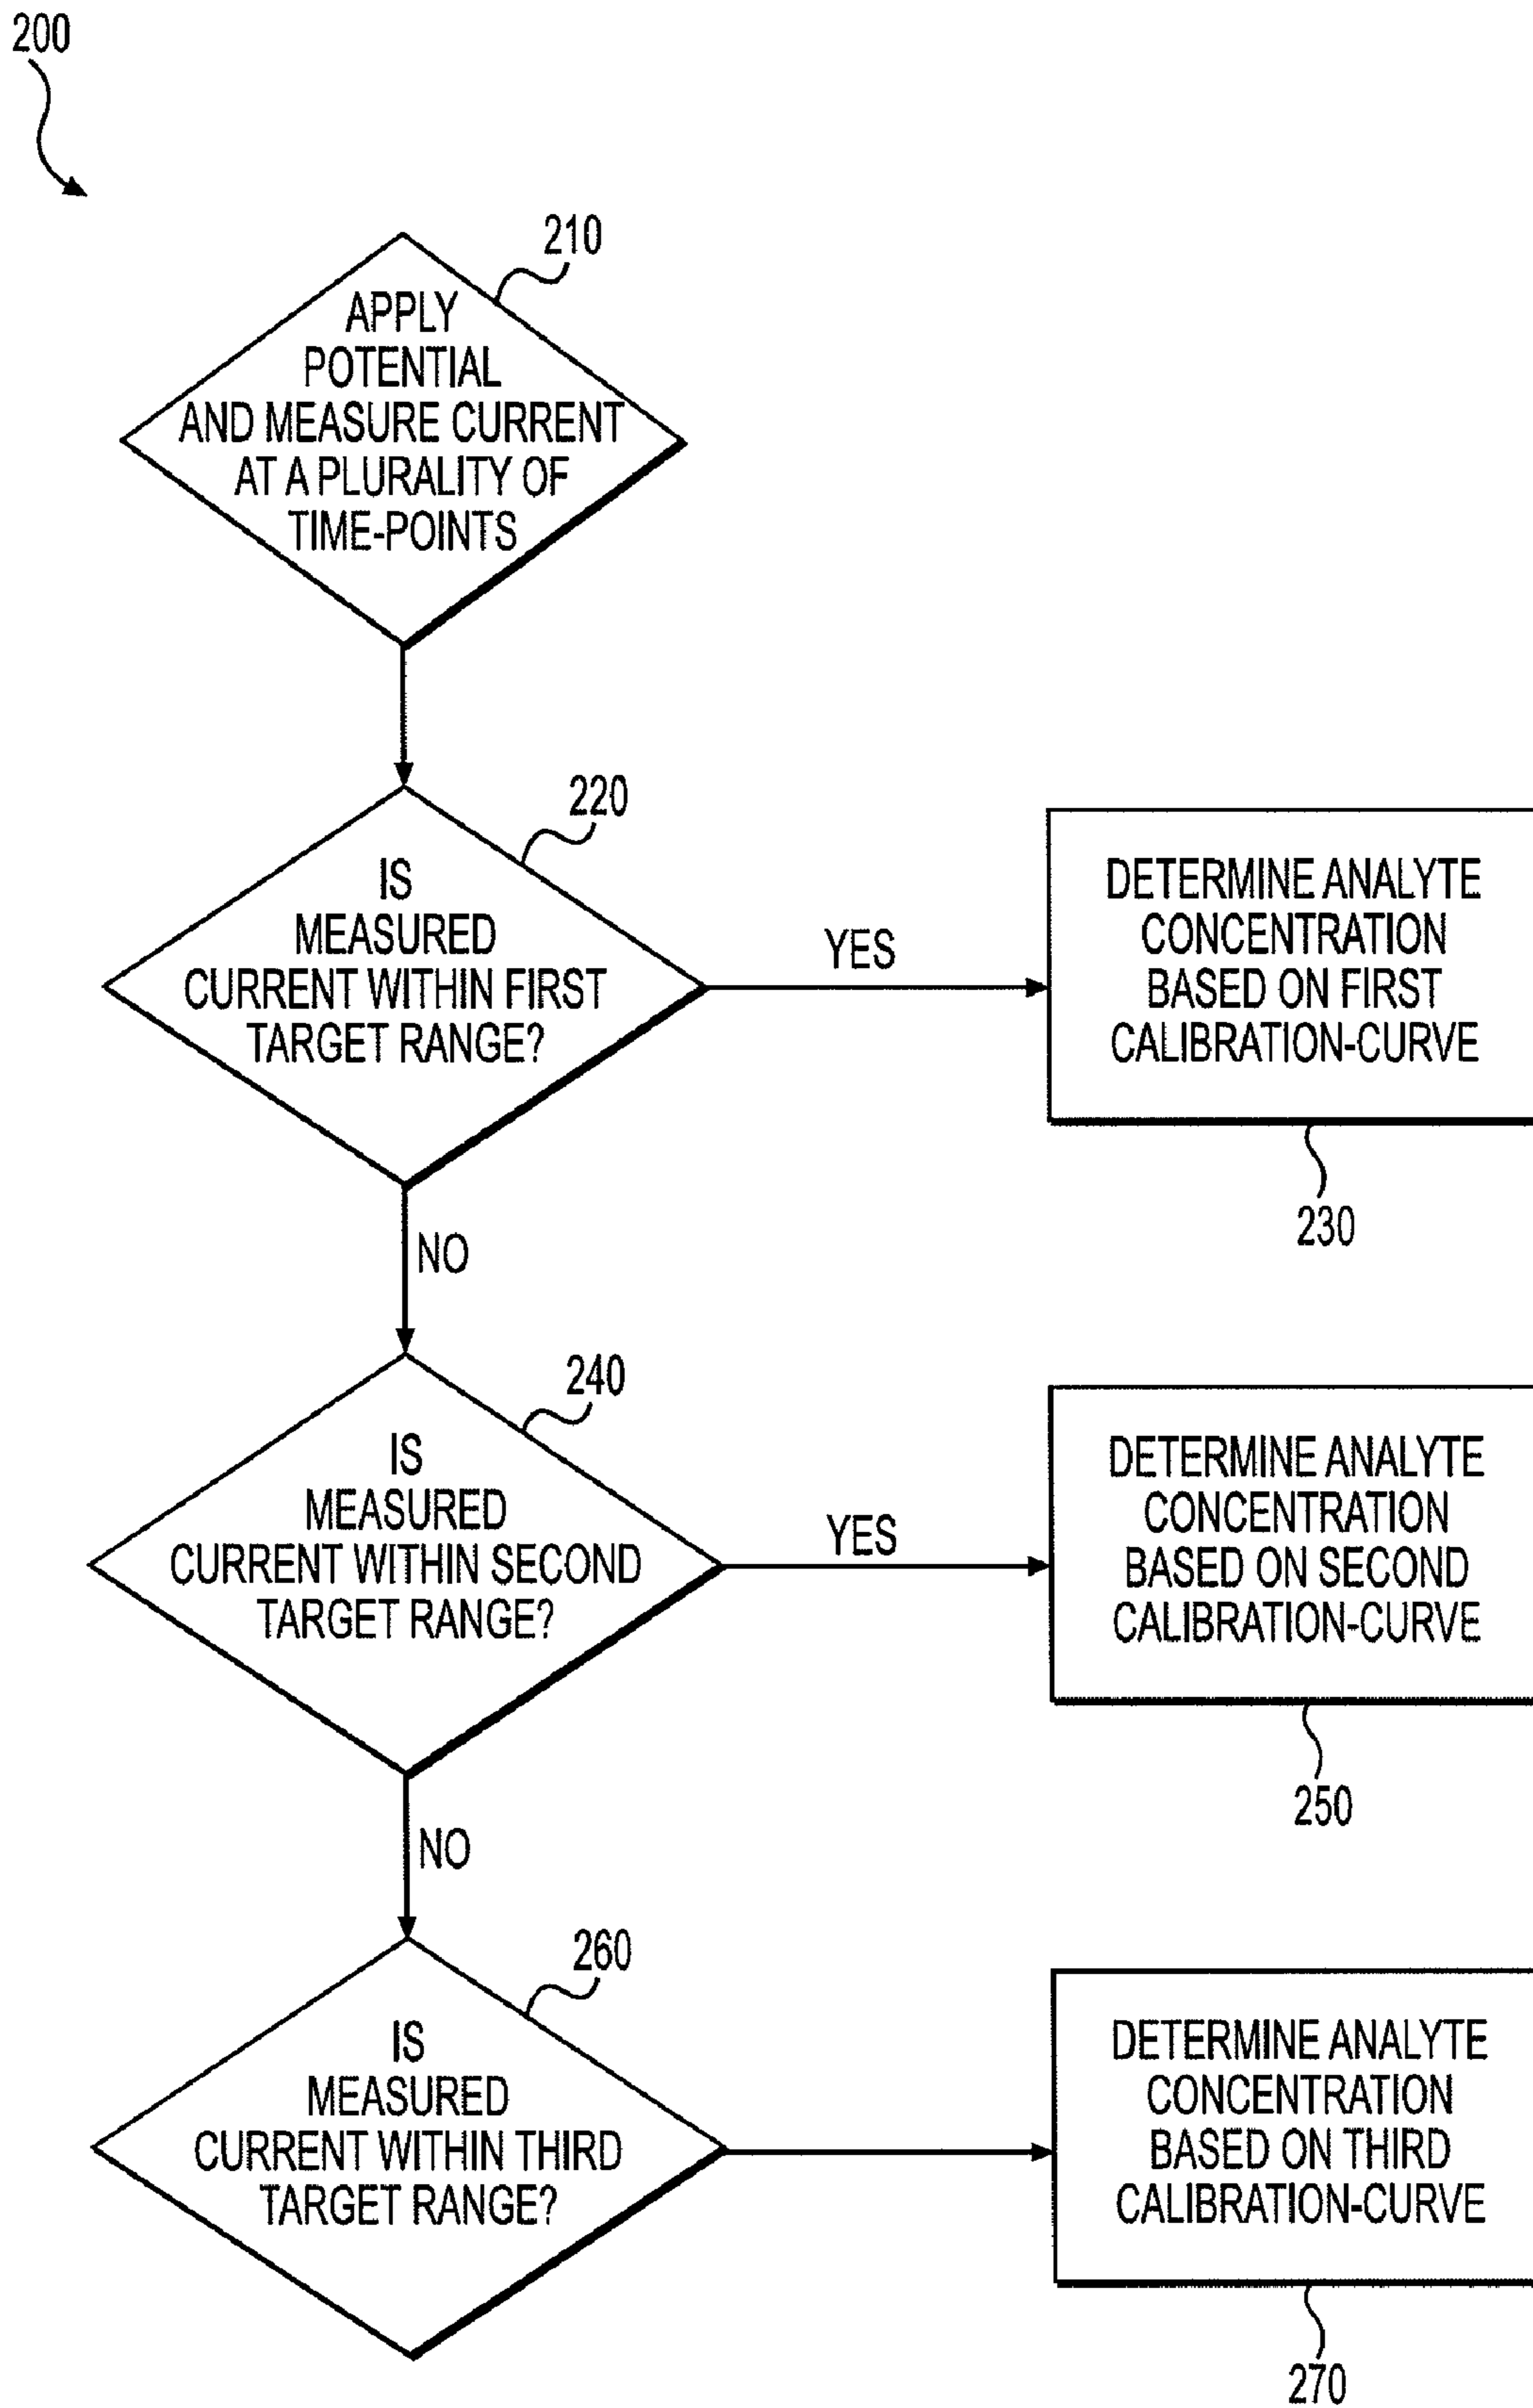 200
210
APPLY
POTENTIAL
AND MEASURE CURRENT
AT A PLURALITY OF
TIME-POINTS
220
IS
MEASURED
CURRENT WITHIN FIRST
TARGET RANGE?
YES
DETERMINE ANALYTE
CONCENTRATION
BASED ON FIRST
CALIBRATION-CURVE
230
NO
240
IS
MEASURED
CURRENT WITHIN SECOND
TARGET RANGE?
YES
DETERMINE ANALYTE
CONCENTRATION
BASED ON SECOND
CALIBRATION-CURVE
250
NO
260
IS
MEASURED
CURRENT WITHIN THIRD
TARGET RANGE?
DETERMINE ANALYTE
CONCENTRATION
BASED ON THIRD
CALIBRATION-CURVE
270